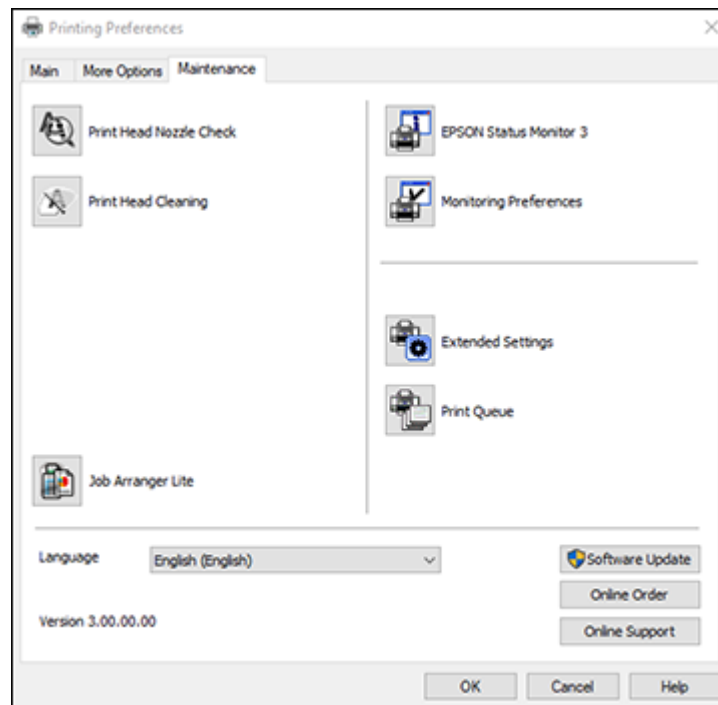 Printing Preferences
Main
More Options
Maintenance
Print Head Nozzle Check
Print Head Cleaning
Job Arranger Lite
EPSON Status Monitor 3
Monitoring Preferences
Extended Settings
Print Queue
Language
English (English)
Version 3.00.00.00
Software Update
Online Order
Online Support
OK
Cancel
Help